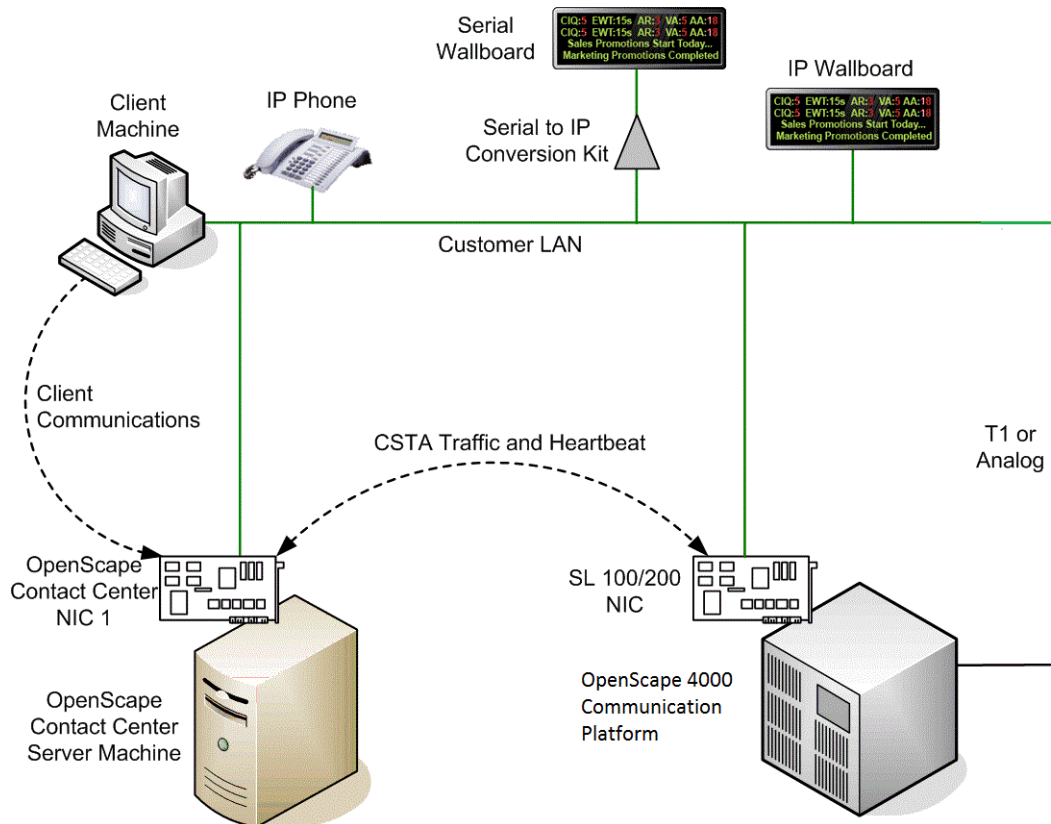 Serial
Wallboard
CIQ:5 EWT:15s AR:3 VA:5 AA:18
CIQ:5 EWT:15s AR:3 VA:5 AA:18
Sales Promotions Start Today...
Marketing Promotions Completed
IP Wallboard
CIQ:5 EWT:15s AR:3 VA:5 AA:18
CIQ:5 EWT:15s AR:3 VA:5 AA:18
Sales Promotions Start Today...
Marketing Promotions Completed
Client
Machine
IP Phone
Serial to IP
Conversion Kit
Customer LAN
Client
Communications
CSTA Traffic and Heartbeat
T1 or
Analog
OpenScape
Contact Center
NIC 1
SL 100/200
NIC
OpenScape
Contact Center
Server Machine
OpenScape 4000
Communication
Platform